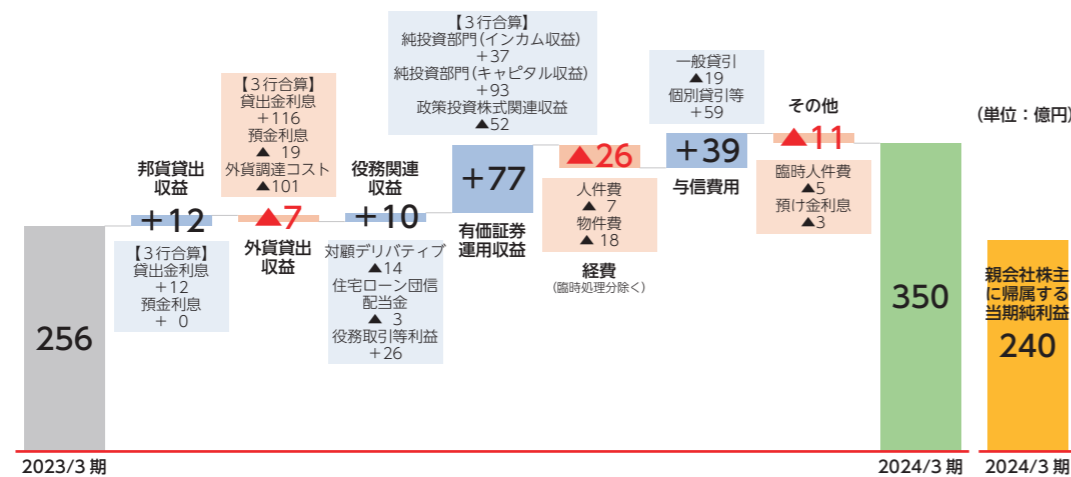 (単位：億円)
256
2023/3 期
邦貨貸出
収益
+12
【３行合算】
貸出金利息
+12
預金利息
+ 0
【３行合算】
貸出金利息
+116
預金利息
▲ 19
外貨調達コスト
▲101
▲7
外貨貸出
収益
役務関連
収益
+10
対顧デリバティブ
▲14
住宅ローン団信
配当金
▲ 3
役務取引等利益
+26
【３行合算】
純投資部門(インカム収益)
+37
純投資部門(キャピタル収益)
+93
政策投資株式関連収益
▲52
+77
有価証券
運用収益
▲26
人件費
▲ 7
物件費
▲ 18
経費
(臨時処理分除く)
一般貸引
▲19
個別貸引等
+59
+39
与信費用
その他
▲11
臨時人件費
▲5
預け金利息
▲3
350
2024/3 期
親会社株主
に帰属する
当期純利益
240
2024/3 期